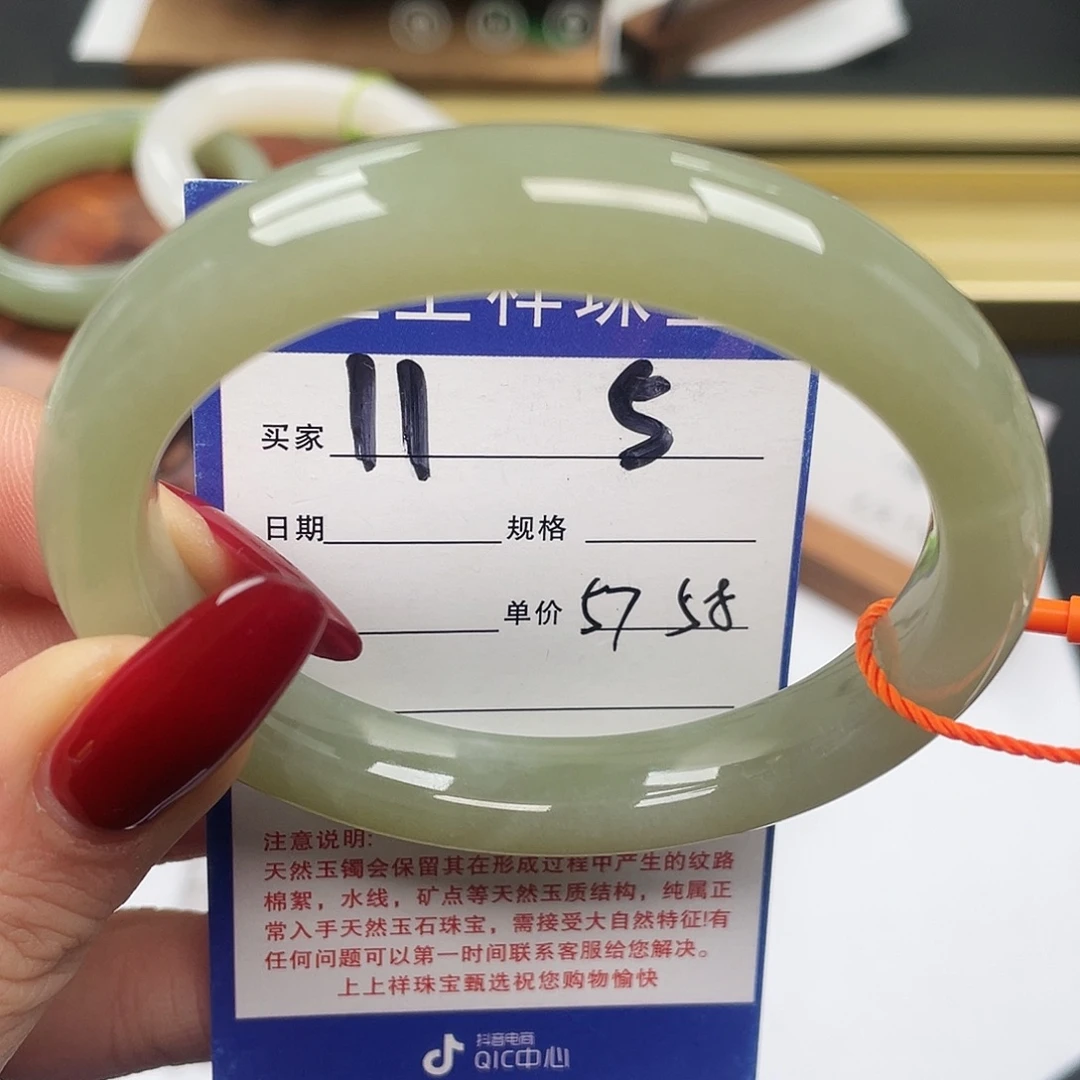 上祥珠
买家 11 5
日期 规格
单价 57 58
注意说明:
天然玉镯会保留其在形成过程中产生的纹路
棉絮，水线，矿点等天然玉质结构，纯属正
常入手天然玉石珠宝，需接受大自然特征!有
任何问题可以第一时间联系客服给您解决。
上上祥珠宝甄选祝您购物愉快
抖音电商
QIC中心